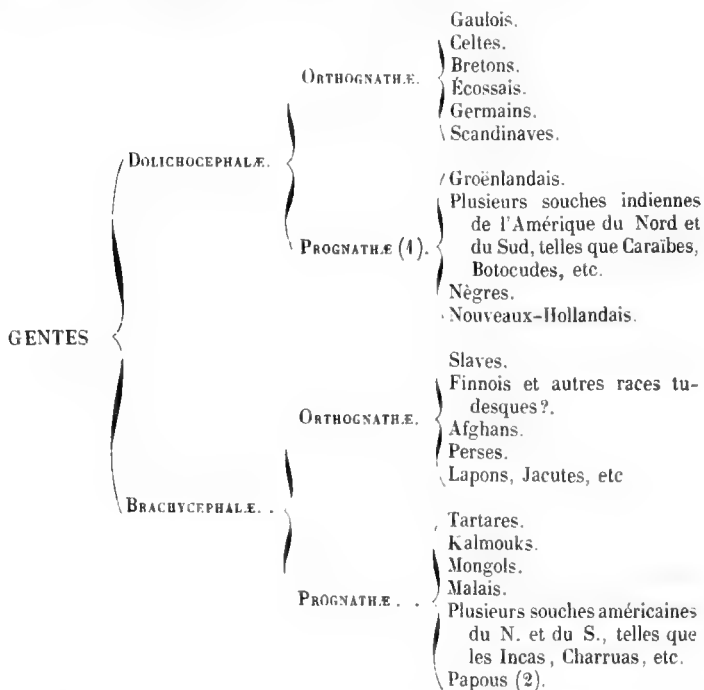 Gaulois.
Celtes.
ORTHOGNATHÆ.
Bretons.
Écossais.
Germains.
Scandinaves.
DOLICHOCEPHALÆ.
Groënlandais.
Plusieurs souches indiennes
de l'Amérique du Nord et
du Sud, telles que Caraïbes,
PROGNATHÆ (1).
Botocudes, etc.
Nègres.
Nouveaux-Hollandais.
GENTES
Slaves.
Finnois et autres races tu-
desques?.
ORTHOGNATHÆ.
Afghans.
Perses.
Lapons, Jacutes, etc
BRACHYCEPHALÆ. .
Tartares.
Kalmouks.
Mongols.
Malais.
PROGNATHÆ . .
Plusieurs souches américaines
du N. et du S., telles que
les Incas, Charruas, etc.
Papous (2).